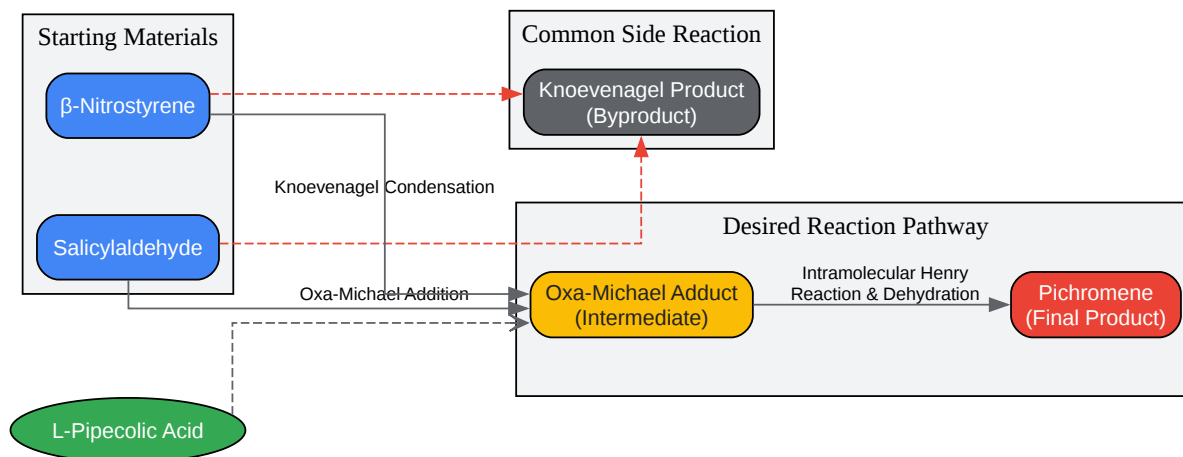 Starting Materials
β-Nitrostyrene
Salicylaldehyde
Common Side Reaction
Knoevenagel Product
(Byproduct)
Knoevenagel Condensation
Oxa-Michael Addition
Desired Reaction Pathway
Oxa-Michael Adduct
(Intermediate)
Intramolecular Henry
Reaction & Dehydration
Pichromene
(Final Product)
L-Pipecolic Acid